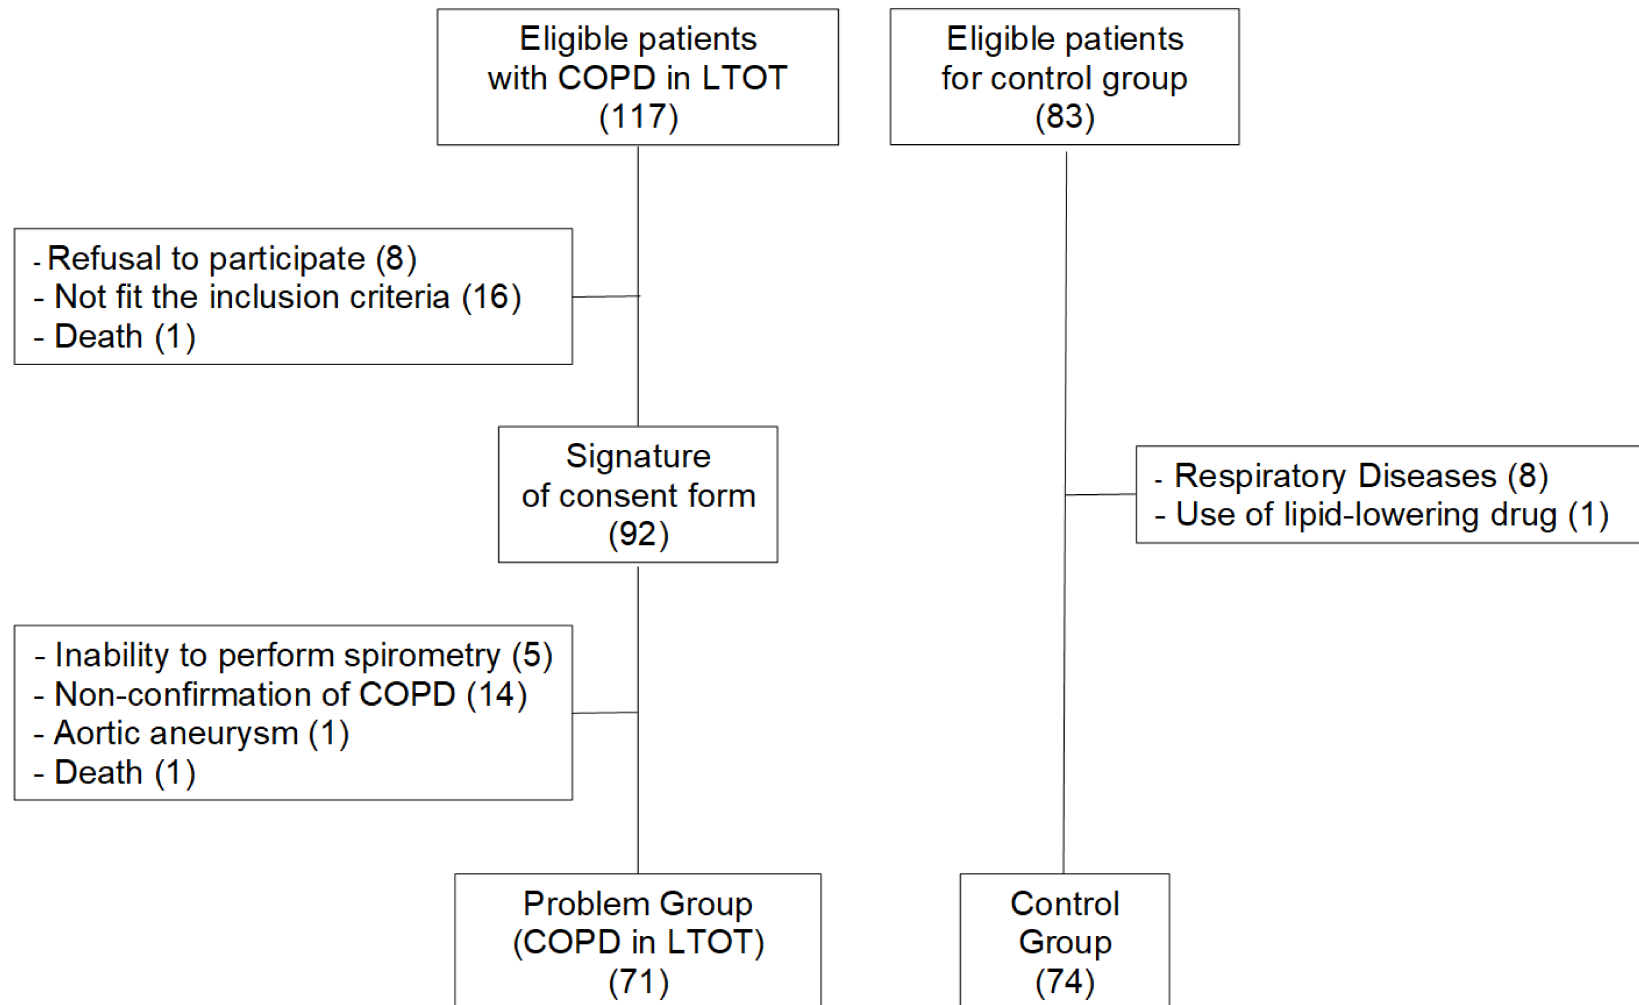 Eligible patients
with COPD in LTOT
(117)
Eligible patients
for control group
(83)
- Refusal to participate (8)
- Not fit the inclusion criteria (16)
- Death (1)
Signature
of consent form
(92)
- Respiratory Diseases (8)
- Use of lipid-lowering drug (1)
- Inability to perform spirometry (5)
- Non-confirmation of COPD (14)
- Aortic aneurysm (1)
- Death (1)
Problem Group
(COPD in LTOT)
(71)
Control
Group
(74)